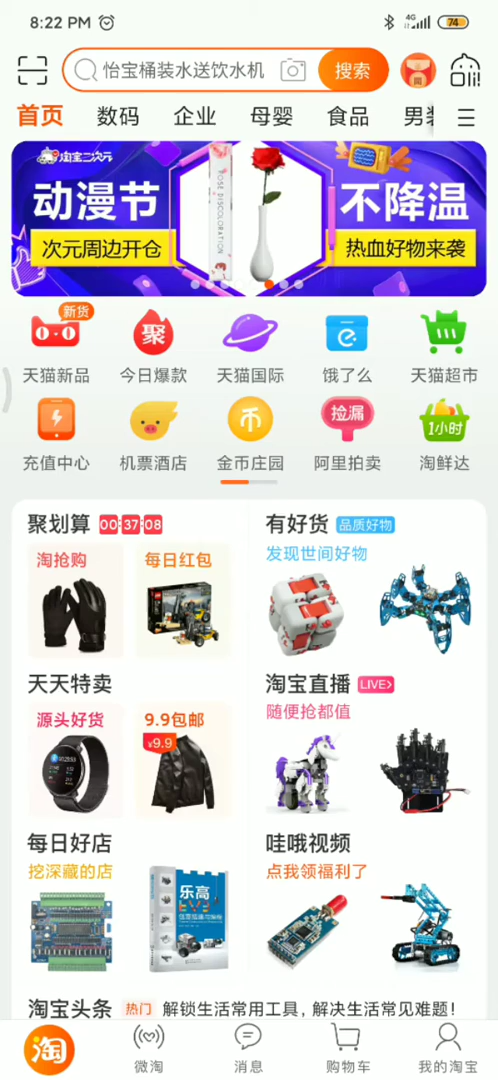 8:22 PM
4G
74
怡宝桶装水送饮水机
搜索
Oli!
首页 数码 企业 母婴 食品 男装
淘宝二次元
动漫节
次元周边开仓
ROSE DISCOLORATION
不降温
热血好物来袭
新货
聚
币
捡漏
1小时
天猫新品 今日爆款 天猫国际 饿了么 天猫超市
充值中心 机票酒店 金币庄园 阿里拍卖 淘鲜达
聚划算 00:37:08
淘抢购 每日红包
有好货 品质好物
发现世间好物
天天特卖
源头好货 9.9包邮
¥9.9
淘宝直播 LIVE
随便抢都值
每日好店
挖深藏的店
乐高
EV3
哇哦视频
点我领福利了
淘宝头条 热门 解锁生活常用工具，解决生活常见难题！
淘
微淘 消息 购物车 我的淘宝